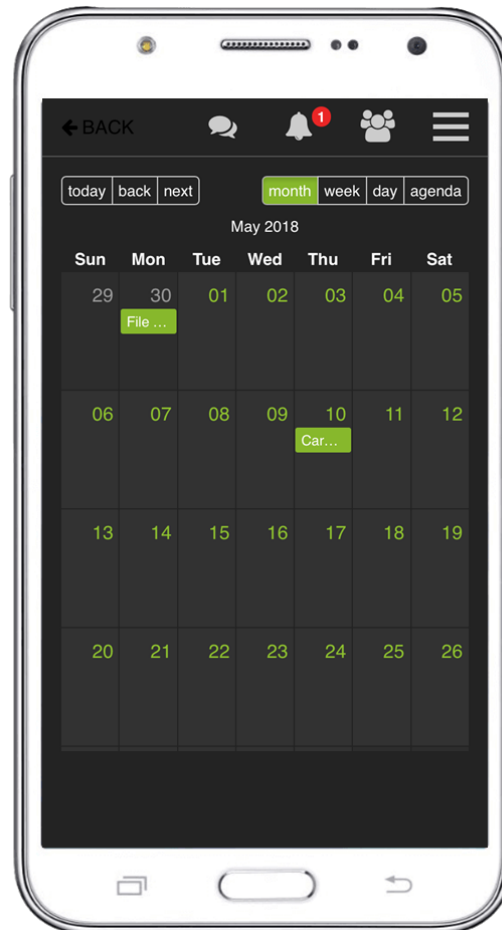 BACK
1
today back next month week day agenda
May 2018
Sun Mon Tue Wed Thu Fri Sat
29 30 01 02 03 04 05
File ...
06 07 08 09 10 11 12
Car...
13 14 15 16 17 18 19
20 21 22 23 24 25 26